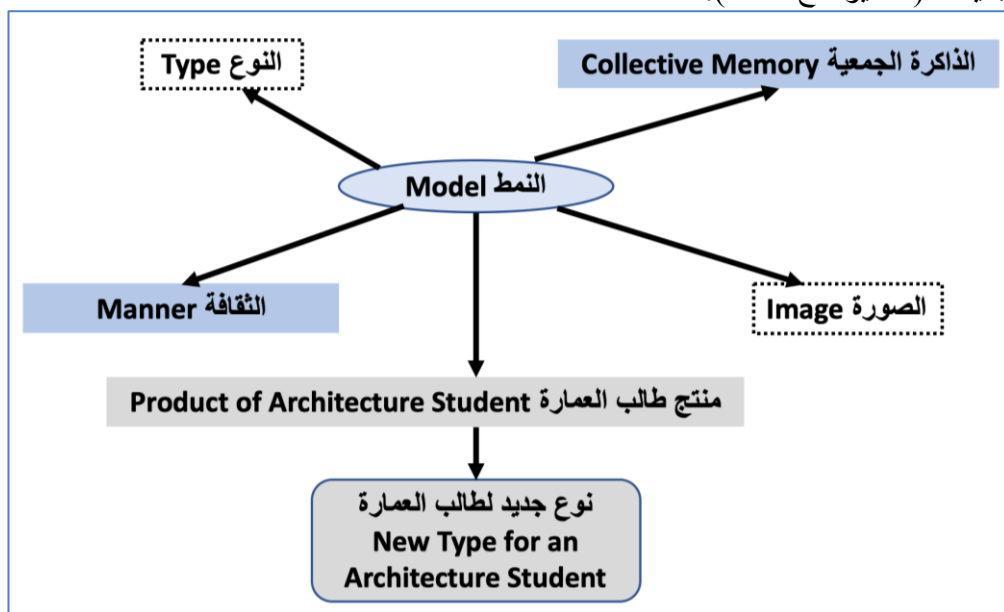 النوع Type
الذاكرة الجمعية Collective Memory
النمط Model
الثقافة Manner
الصورة Image
منتج طالب العمارة Product of Architecture Student
نوع جديد لطالب العمارة
New Type for an
Architecture Student